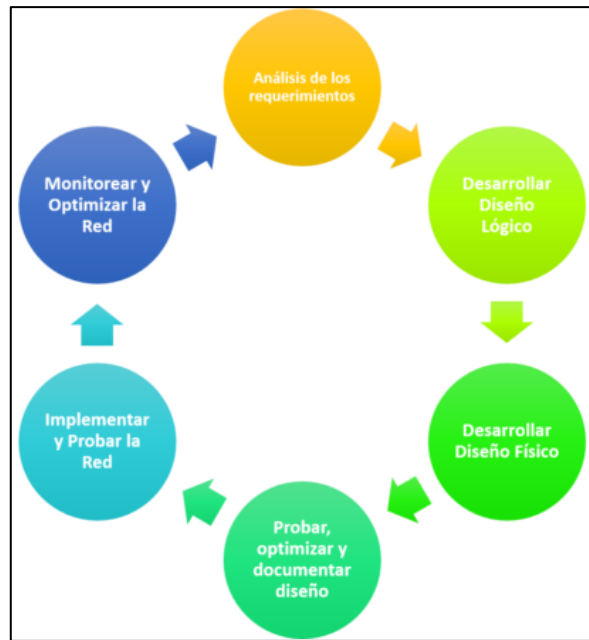 Análisis de los
requerimientos
Desarrollar
Diseño
Lógico
Desarrollar
Diseño Físico
Probar,
optimizar y
documentar
diseño
Implementar
y Probar la
Red
Monitorear y
Optimizar la
Red